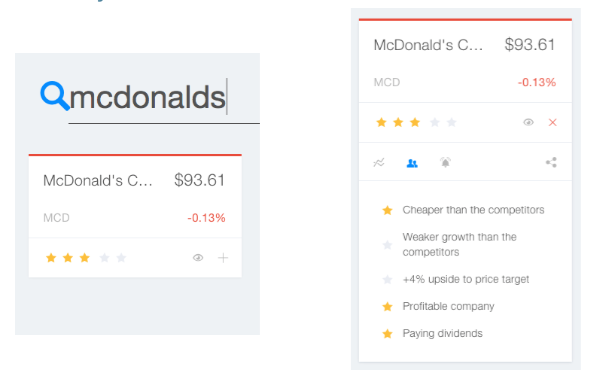 mcdonalds
McDonald's C... $93.61
MCD -0.13%
McDonald's C... $93.61
MCD -0.13%
Cheaper than the competitors
Weaker growth than the
competitors
+4% upside to price target
Profitable company
Paying dividends